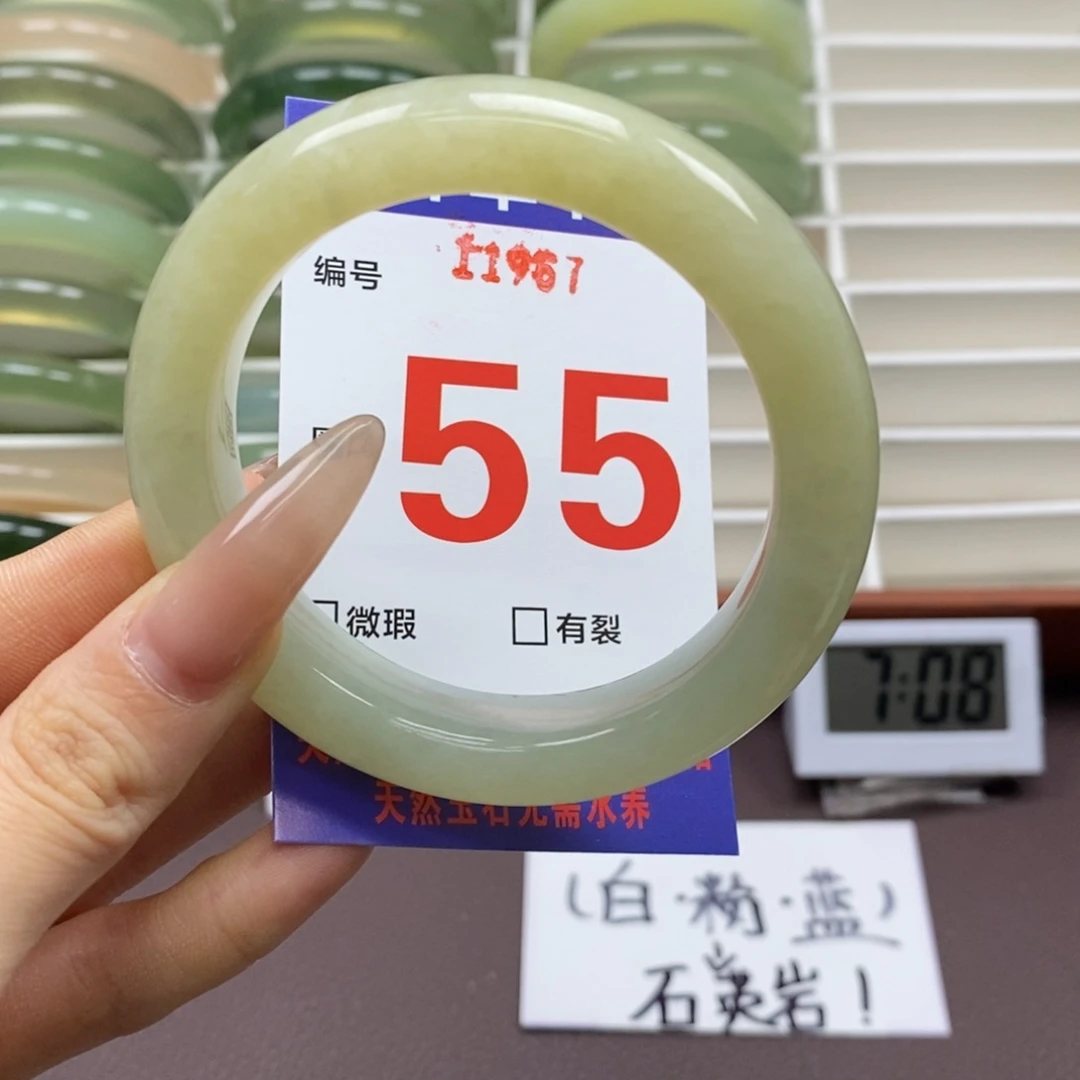 编号 11967
55
微瑕 有裂
天然玉石无需水养
7:08
(白·粉·蓝)
石英岩!